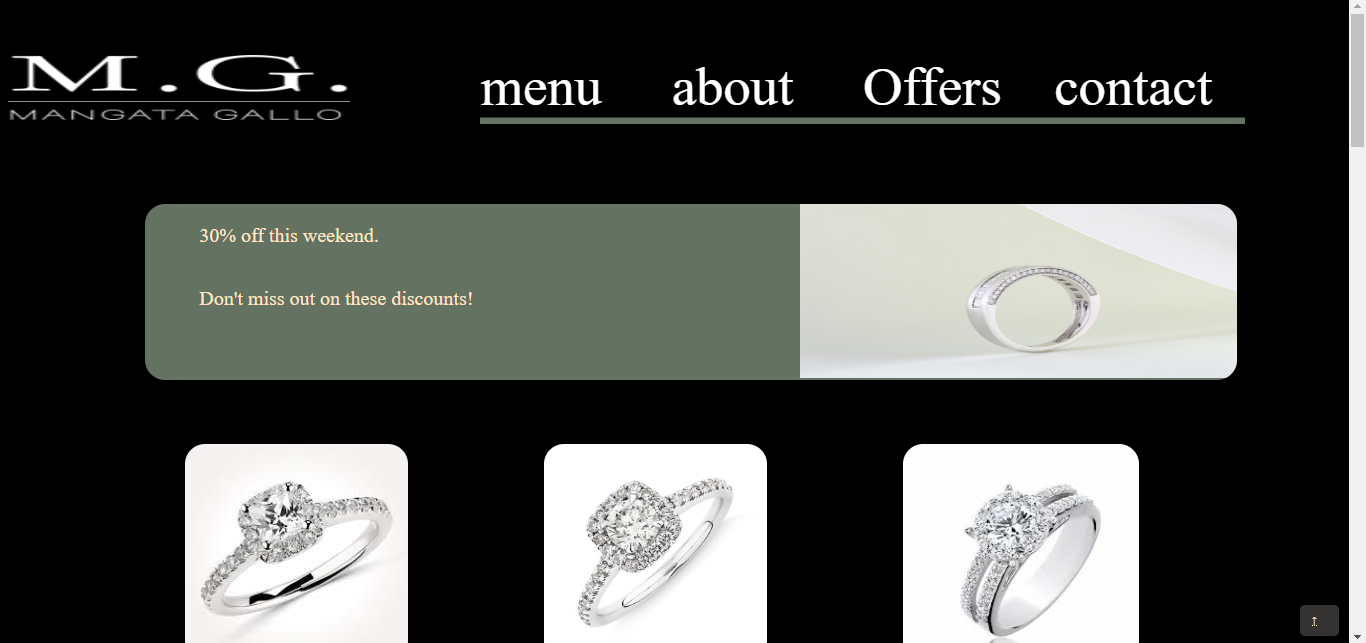 M.G.
MANGATA GALLO
menu about Offers contact
30% off this weekend.
Don't miss out on these discounts!
↑